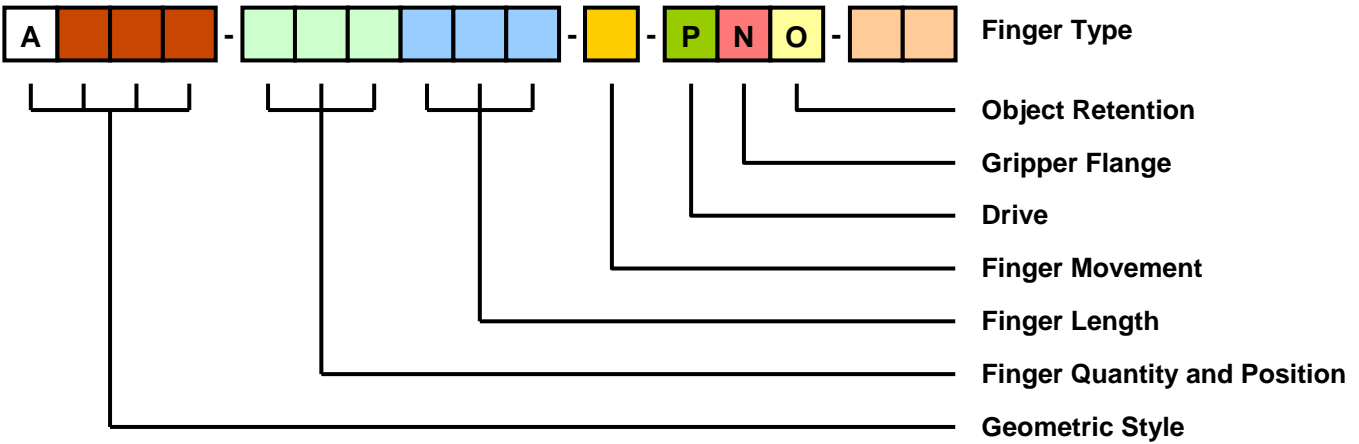 A - - - P N O - Finger Type
Object Retention
Gripper Flange
Drive
Finger Movement
Finger Length
Finger Quantity and Position
Geometric Style